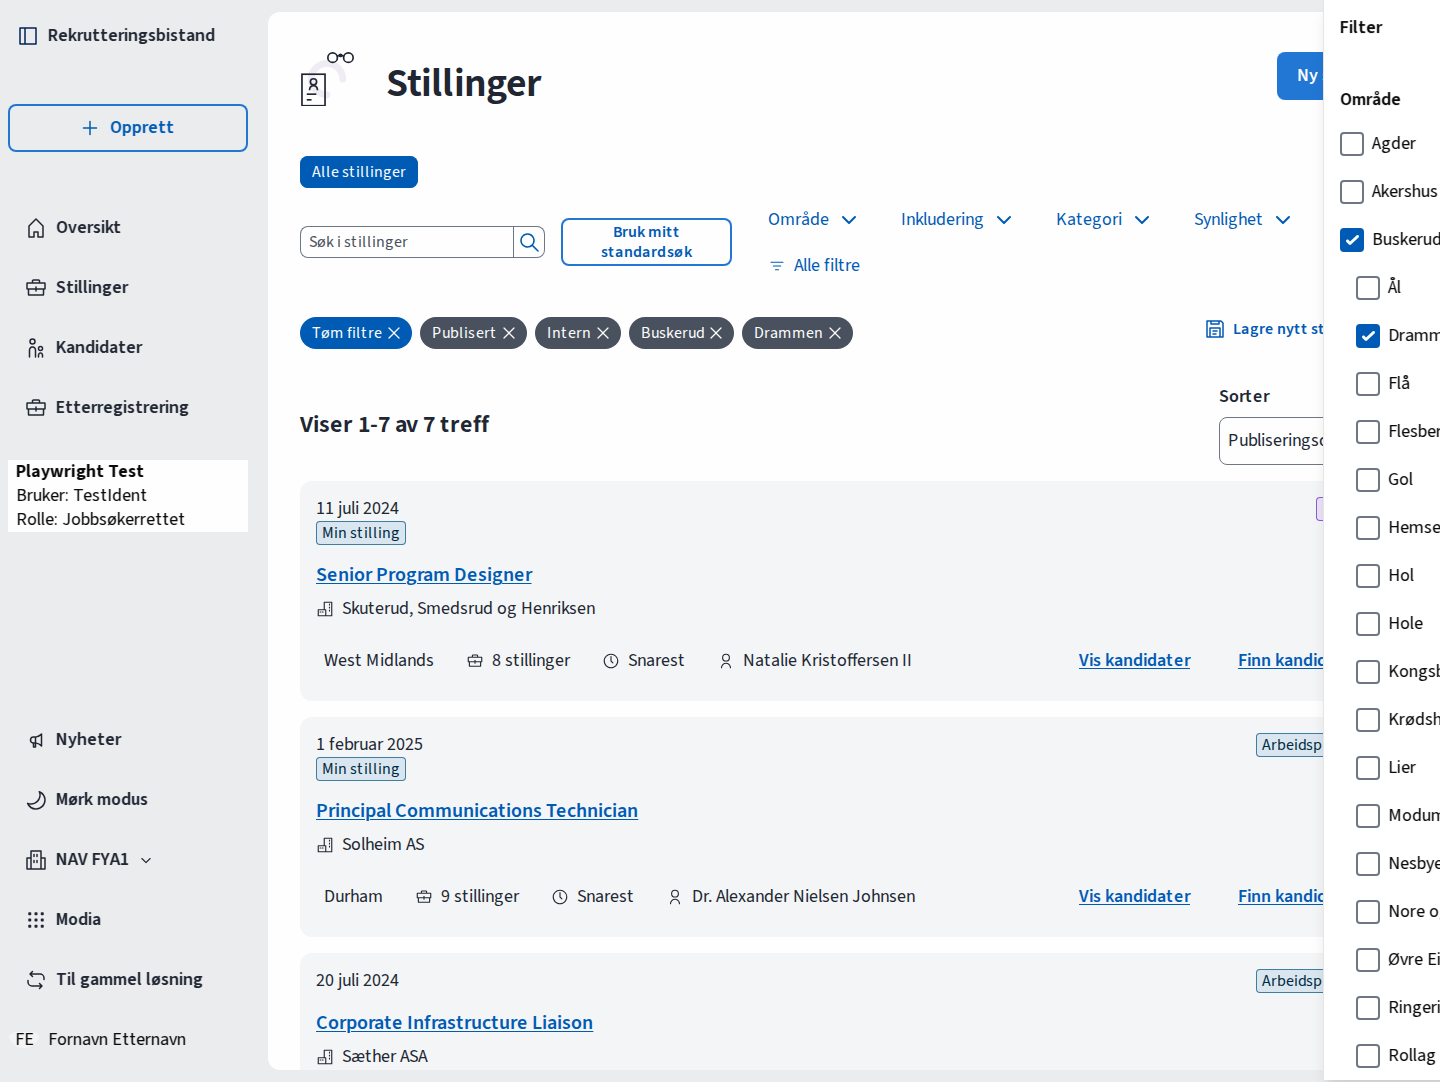 Rekrutteringsbistand
Opprett
Oversikt
Stillinger
Kandidater
Etterregistrering
Playwright Test
Bruker: TestIdent
Rolle: Jobbsøkerrettet
Nyheter
Mørk modus
NAV FYA1
Modia
Til gammel løsning
FE Fornavn Etternavn
Stillinger
Ny
Alle stillinger
Søk i stillinger
Bruk mitt
standardsøk
Område Inkludering Kategori Synlighet
Alle filtre
Tøm filtre Publisert Intern Buskerud Drammen
Lagre nytt st
Viser 1-7 av 7 treff
Sorter
Publiserings
11 juli 2024
Min stilling
Senior Program Designer
Skuterud, Smedsrud og Henriksen
West Midlands 8 stillinger Snarest Natalie Kristoffersen II Vis kandidater Finn kandid
1 februar 2025
Arbeidsp
Min stilling
Principal Communications Technician
Solheim AS
Durham 9 stillinger Snarest Dr. Alexander Nielsen Johnsen Vis kandidater Finn kandid
20 juli 2024
Arbeidsp
Corporate Infrastructure Liaison
Sæther ASA
Filter
Område
Agder
Akershus
Buskerud
Ål
Dramm
Flå
Flesber
Gol
Hemse
Hol
Hole
Kongsb
Krødsh
Lier
Modum
Nesbye
Nore o
Øvre Ei
Ringeri
Rollag